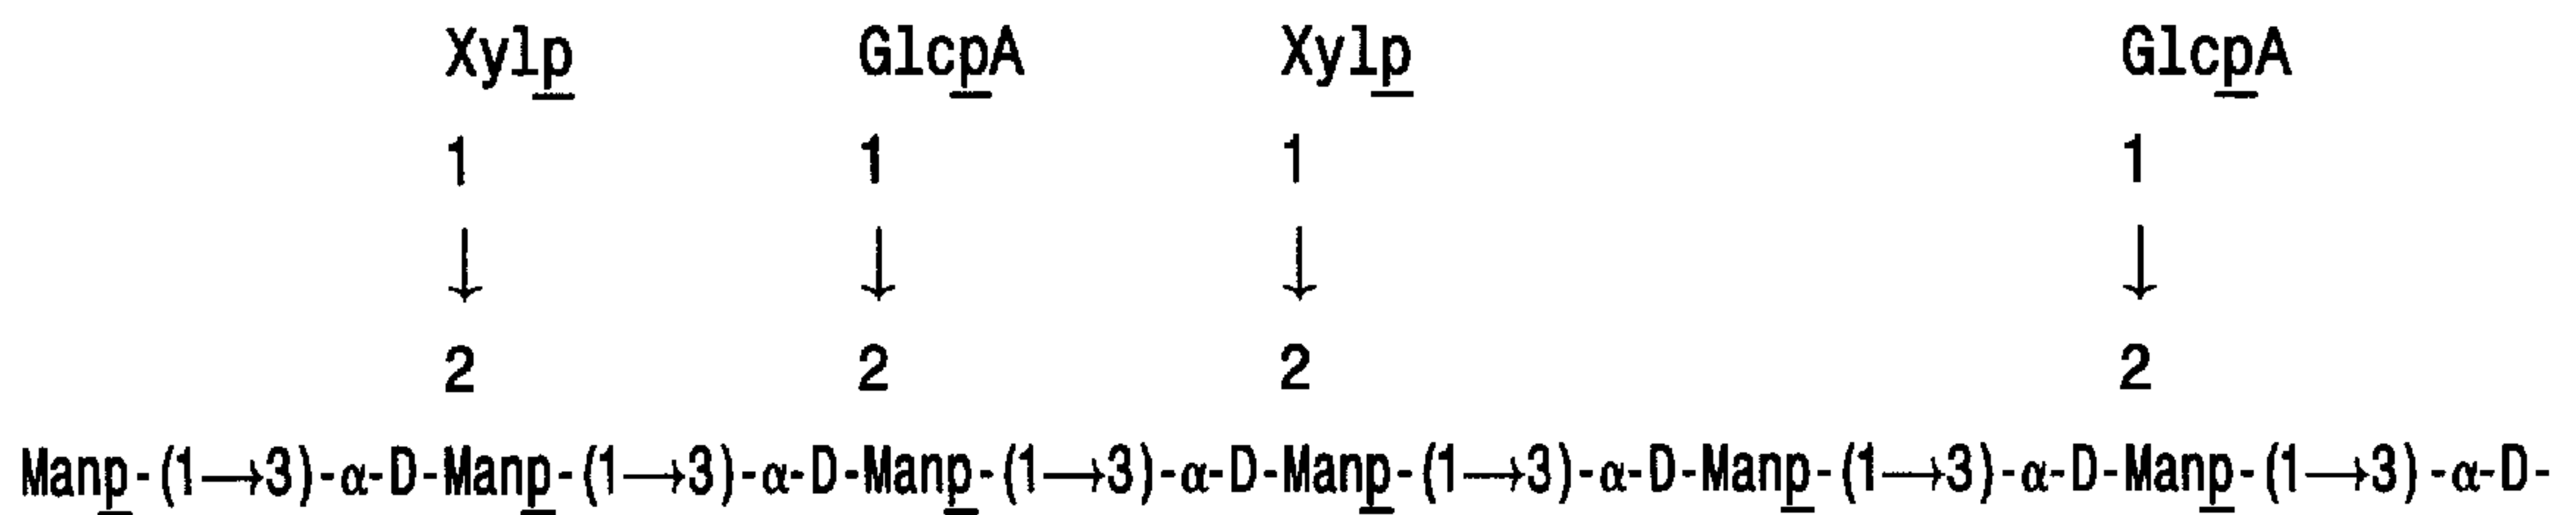 Xylp GlcpA Xylp GlcpA
1 1 1 1
↓ ↓ ↓ ↓
2 2 2 2
Manp-(1→3)-α-D-Manp-(1→3)-α-D-Manp-(1→3)-α-D-Manp-(1→3)-α-D-Manp-(1→3)-α-D-Manp-(1→3)-α-D-